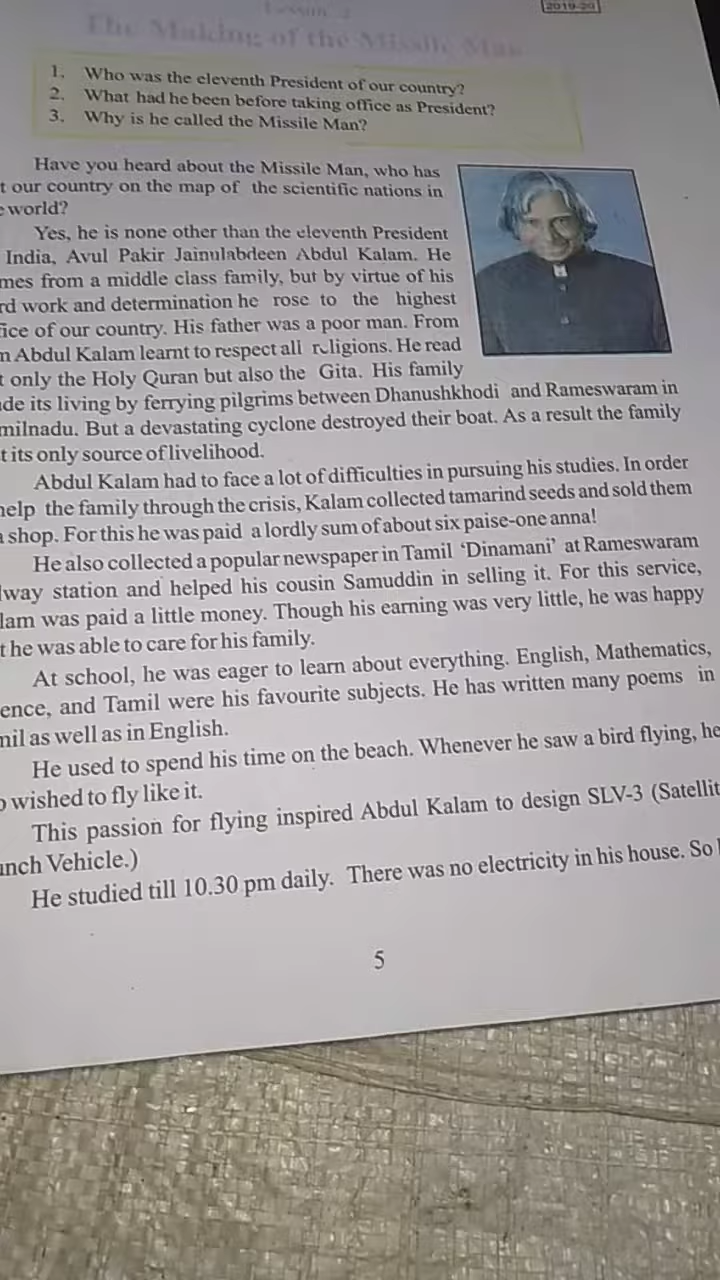 Lesson 2
2019-20
The Making of the Missile Man
1. Who was the eleventh President of our country?
2. What had he been before taking office as President?
3. Why is he called the Missile Man?
Have you heard about the Missile Man, who has
t our country on the map of the scientific nations in
e world?
Yes, he is none other than the eleventh President
India, Avul Pakir Jainulabdeen Abdul Kalam. He
mes from a middle class family, but by virtue of his
rd work and determination he rose to the highest
fice of our country. His father was a poor man. From
n Abdul Kalam learnt to respect all religions. He read
t only the Holy Quran but also the Gita. His family
de its living by ferrying pilgrims between Dhanushkhodi and Rameswaram in
milnadu. But a devastating cyclone destroyed their boat. As a result the family
t its only source of livelihood.
Abdul Kalam had to face a lot of difficulties in pursuing his studies. In order
help the family through the crisis, Kalam collected tamarind seeds and sold them
a shop. For this he was paid a lordly sum of about six paise-one anna!
He also collected a popular newspaper in Tamil ‘Dinamani’ at Rameswaram
lway station and helped his cousin Samuddin in selling it. For this service,
lam was paid a little money. Though his earning was very little, he was happy
t he was able to care for his family.
At school, he was eager to learn about everything. English, Mathematics,
ence, and Tamil were his favourite subjects. He has written many poems in
mil as well as in English.
He used to spend his time on the beach. Whenever he saw a bird flying, he
o wished to fly like it.
This passion for flying inspired Abdul Kalam to design SLV-3 (Satellit
unch Vehicle.)
He studied till 10.30 pm daily. There was no electricity in his house. So
5